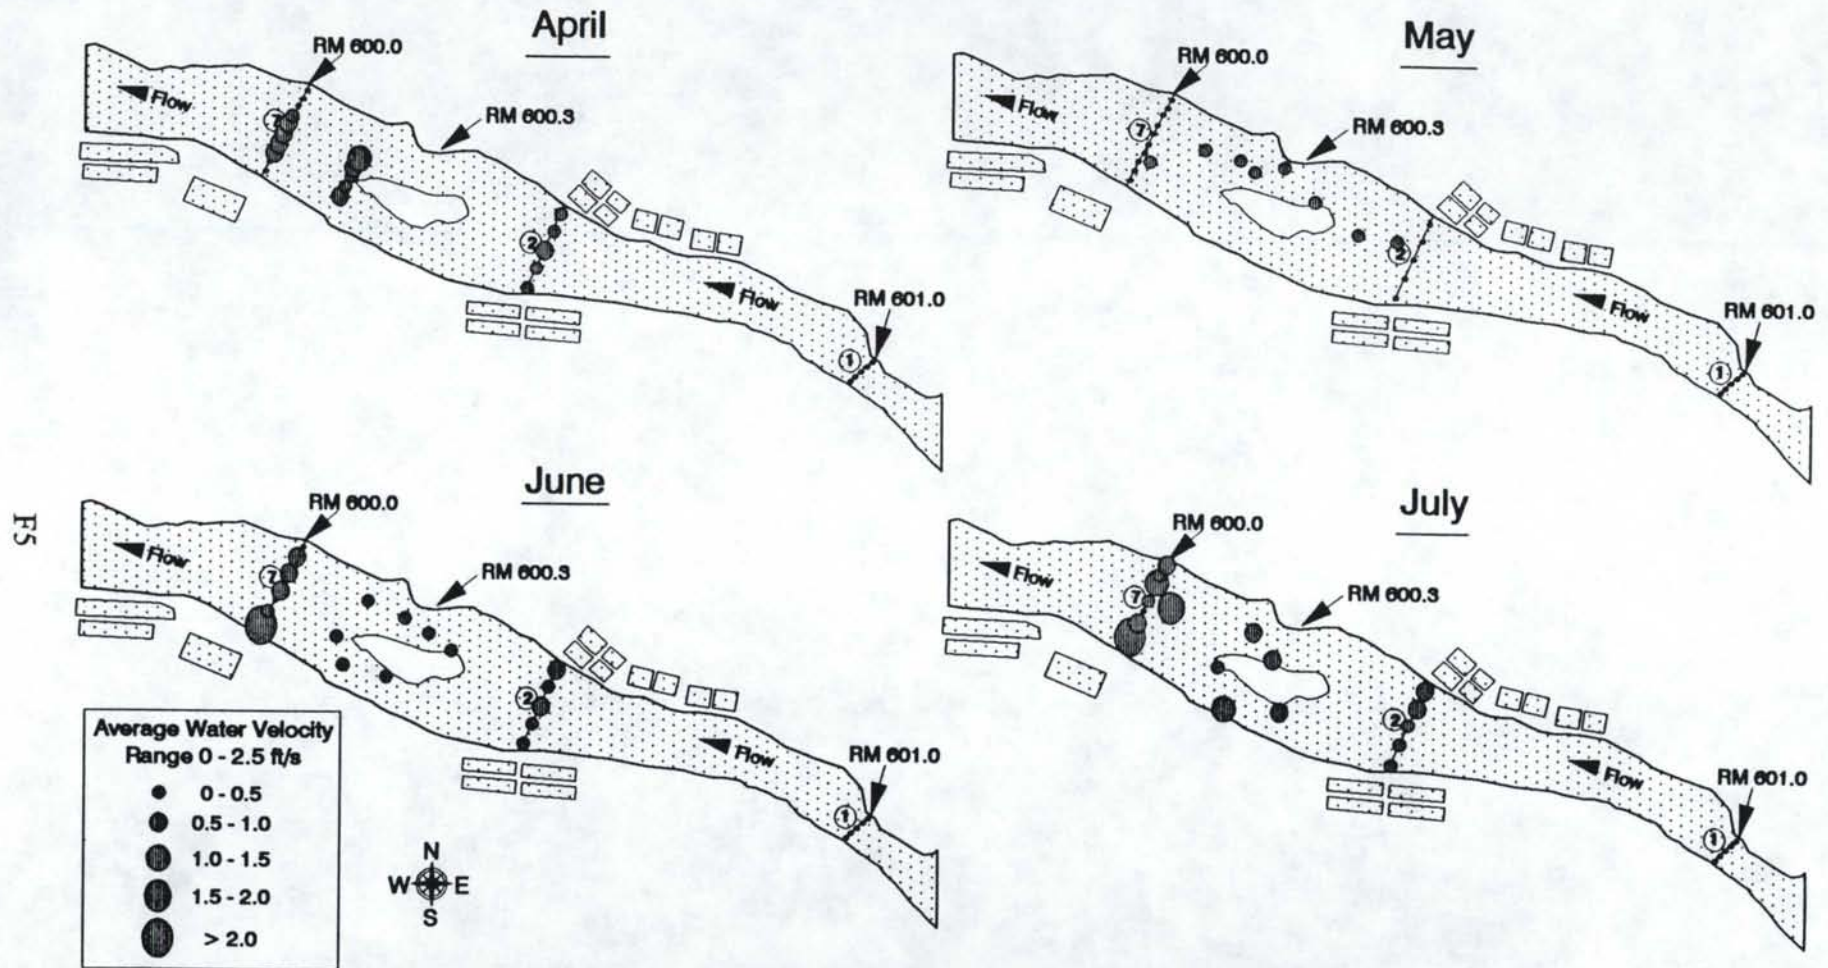 April
RM 600.0
Flow
7
RM 600.3
2
Flow
RM 601.0
1
May
RM 600.0
Flow
7
RM 600.3
2
Flow
RM 601.0
1
June
RM 600.0
Flow
7
RM 600.3
2
Flow
RM 601.0
1
July
RM 600.0
Flow
7
RM 600.3
2
Flow
RM 601.0
1
Average Water Velocity
Range 0 - 2.5 ft/s
0 - 0.5
0.5 - 1.0
1.0 - 1.5
1.5 - 2.0
> 2.0
N
W E
S
F5